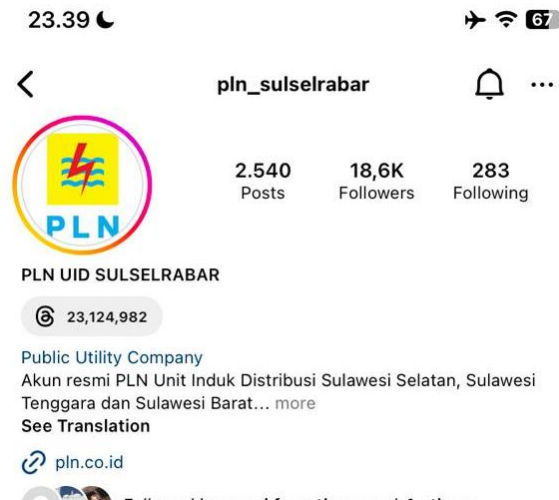 23.39
67
pln_sulselrabar
2.540
18,6K
283
Posts
Followers
Following
PLN
PLN UID SULSELRABAR
23,124,982
Public Utility Company
Akun resmi PLN Unit Induk Distribusi Sulawesi Selatan, Sulawesi
Tenggara dan Sulawesi Barat... more
See Translation
pln.co.id